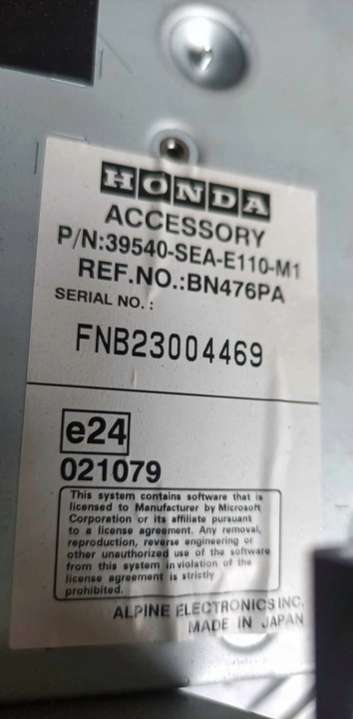 HONDA
ACCESSORY
P/N:39540-SEA-E110-M1
REF.NO.:BN476PA
SERIAL NO. :
FNB23004469
e24
021079
This system contains software that is
licensed to Manufacturer by Microsoft
Corporation or its affiliate pursuant
to a license agreement. Any removal,
reproduction, reverse engineering or
other unauthorized use of the software
from this system in violation of the
license agreement is strictly
prohibited.
ALPINE ELECTRONICS INC.
MADE IN JAPAN